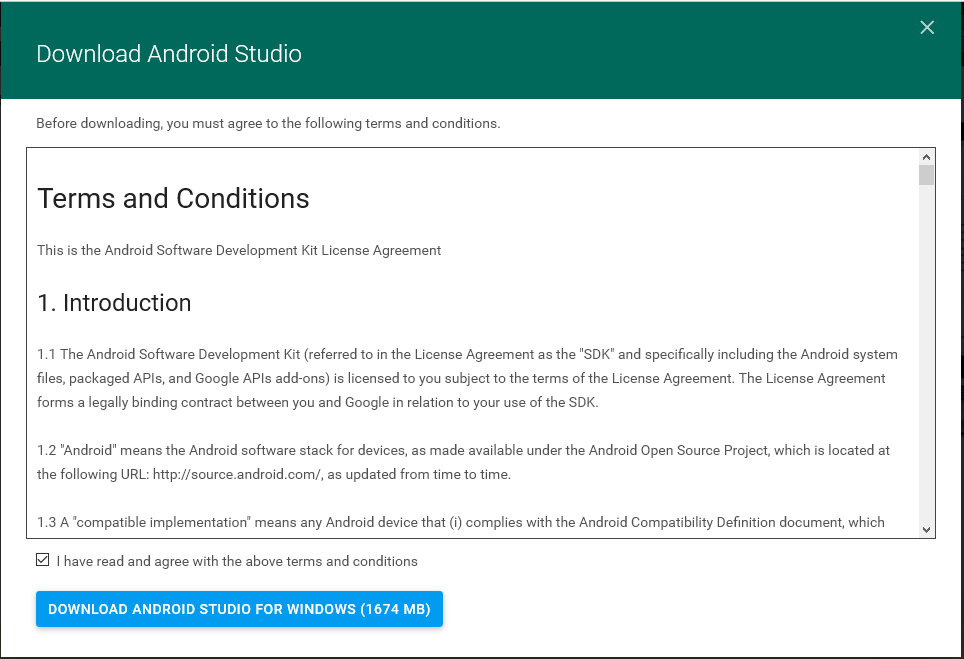 Download Android Studio
Before downloading, you must agree to the following terms and conditions.
Terms and Conditions
This is the Android Software Development Kit License Agreement
1. Introduction
1.1 The Android Software Development Kit (referred to in the License Agreement as the "SDK" and specifically including the Android system
files, packaged APIs, and Google APIs add-ons) is licensed to you subject to the terms of the License Agreement. The License Agreement
forms a legally binding contract between you and Google in relation to your use of the SDK.
1.2 "Android" means the Android software stack for devices, as made available under the Android Open Source Project, which is located at
the following URL: http://source.android.com/, as updated from time to time.
1.3 A "compatible implementation" means any Android device that (i) complies with the Android Compatibility Definition document, which
I have read and agree with the above terms and conditions
DOWNLOAD ANDROID STUDIO FOR WINDOWS (1674 MB)